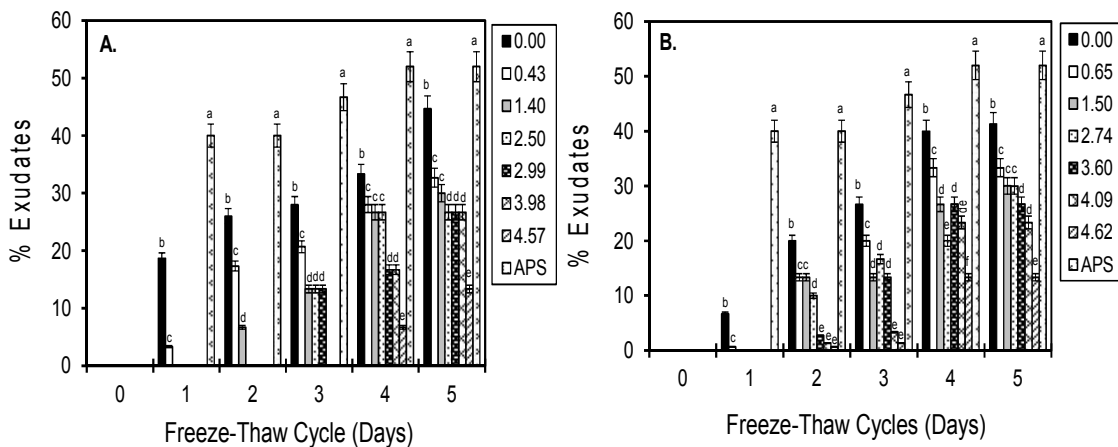 A.
% Exudates
60
50
40
30
20
10
0
b c a
b c d a
b c d d d a
b c c c d d e a
b c c d d d e a
0 1 2 3 4 5
Freeze-Thaw Cycle (Days)
0.00
0.43
1.40
2.50
2.99
3.98
4.57
APS
B.
% Exudates
60
50
40
30
20
10
0
b c a
b c c d e e e a
b c d d d e e a
b c d e d de f a
b c c c d d e a
0 1 2 3 4 5
Freeze-Thaw Cycles (Days)
0.00
0.65
1.50
2.74
3.60
4.09
4.62
APS